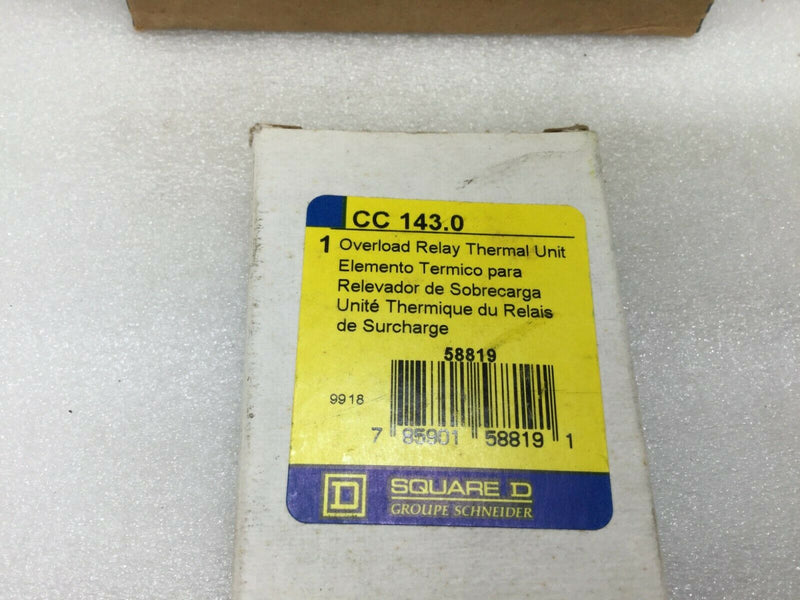 CC 143.0
1 Overload Relay Thermal Unit
Elemento Termico para
Relevador de Sobrecarga
Unité Thermique du Relais
de Surcharge
58819
9918
7 85901 58819 1
D SQUARE D
GROUPE SCHNEIDER